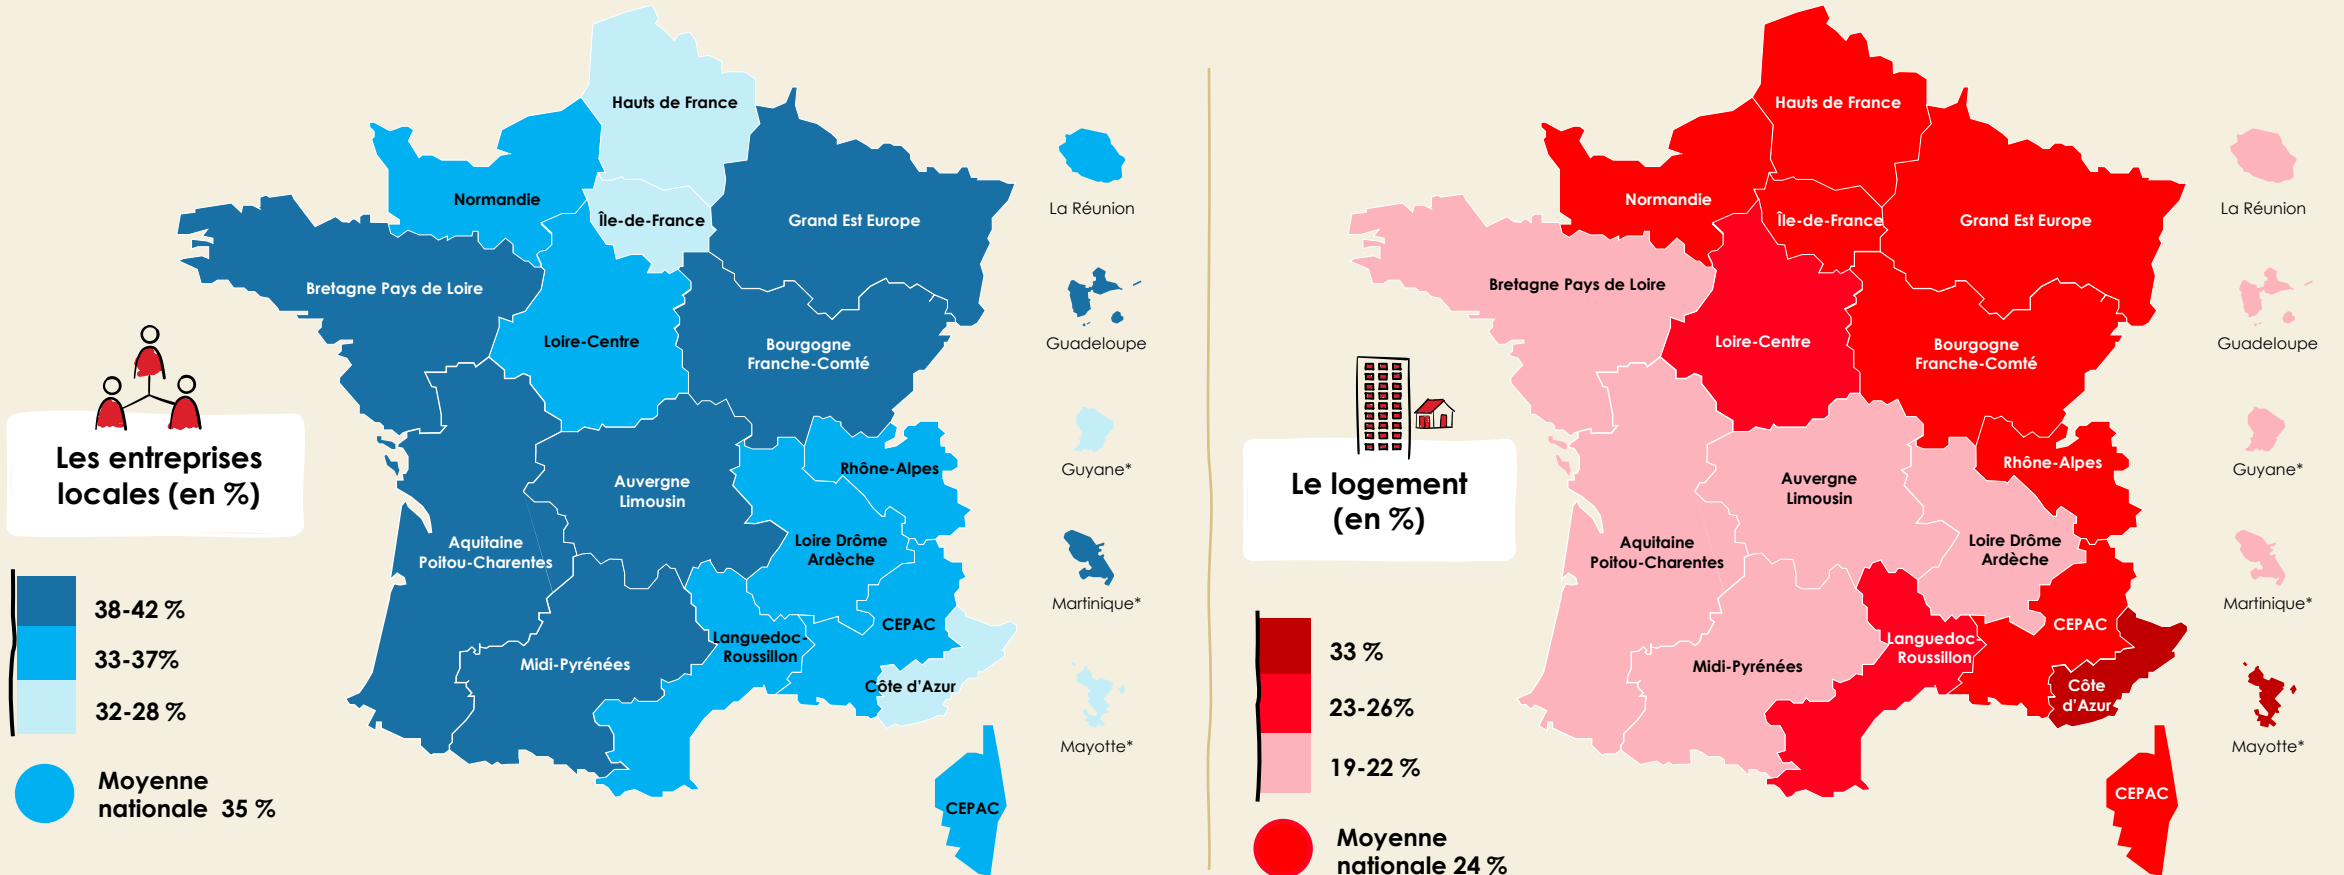 Hauts de France
Normandie
Île-de-France
Grand Est Europe
Bretagne Pays de Loire
Loire-Centre
Bourgogne
Franche-Comté
Rhône-Alpes
Auvergne
Limousin
Loire Drôme
Ardèche
Aquitaine
Poitou-Charentes
CEPAC
Languedoc-
Roussillon
Midi-Pyrénées
Côte d'Azur
CEPAC
La Réunion
Guadeloupe
Guyane*
Martinique*
Mayotte*
Les entreprises
locales (en %)
38-42 %
33-37%
32-28 %
Moyenne
nationale 35 %
Hauts de France
Normandie
Île-de-France
Grand Est Europe
Bretagne Pays de Loire
Loire-Centre
Bourgogne
Franche-Comté
Rhône-Alpes
Auvergne
Limousin
Loire Drôme
Ardèche
Aquitaine
Poitou-Charentes
CEPAC
Languedoc-
Roussillon
Midi-Pyrénées
Côte
d'Azur
CEPAC
La Réunion
Guadeloupe
Guyane*
Martinique*
Mayotte*
Le logement
(en %)
33 %
23-26%
19-22 %
Moyenne
nationale 24 %